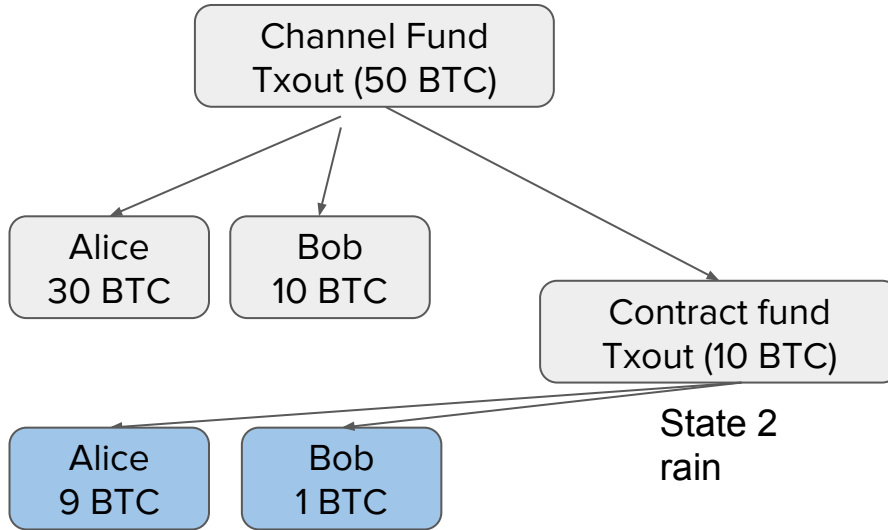 Channel Fund
Txout (50 BTC)
Alice
30 BTC
Bob
10 BTC
Contract fund
Txout (10 BTC)
State 2
rain
Alice
9 BTC
Bob
1 BTC